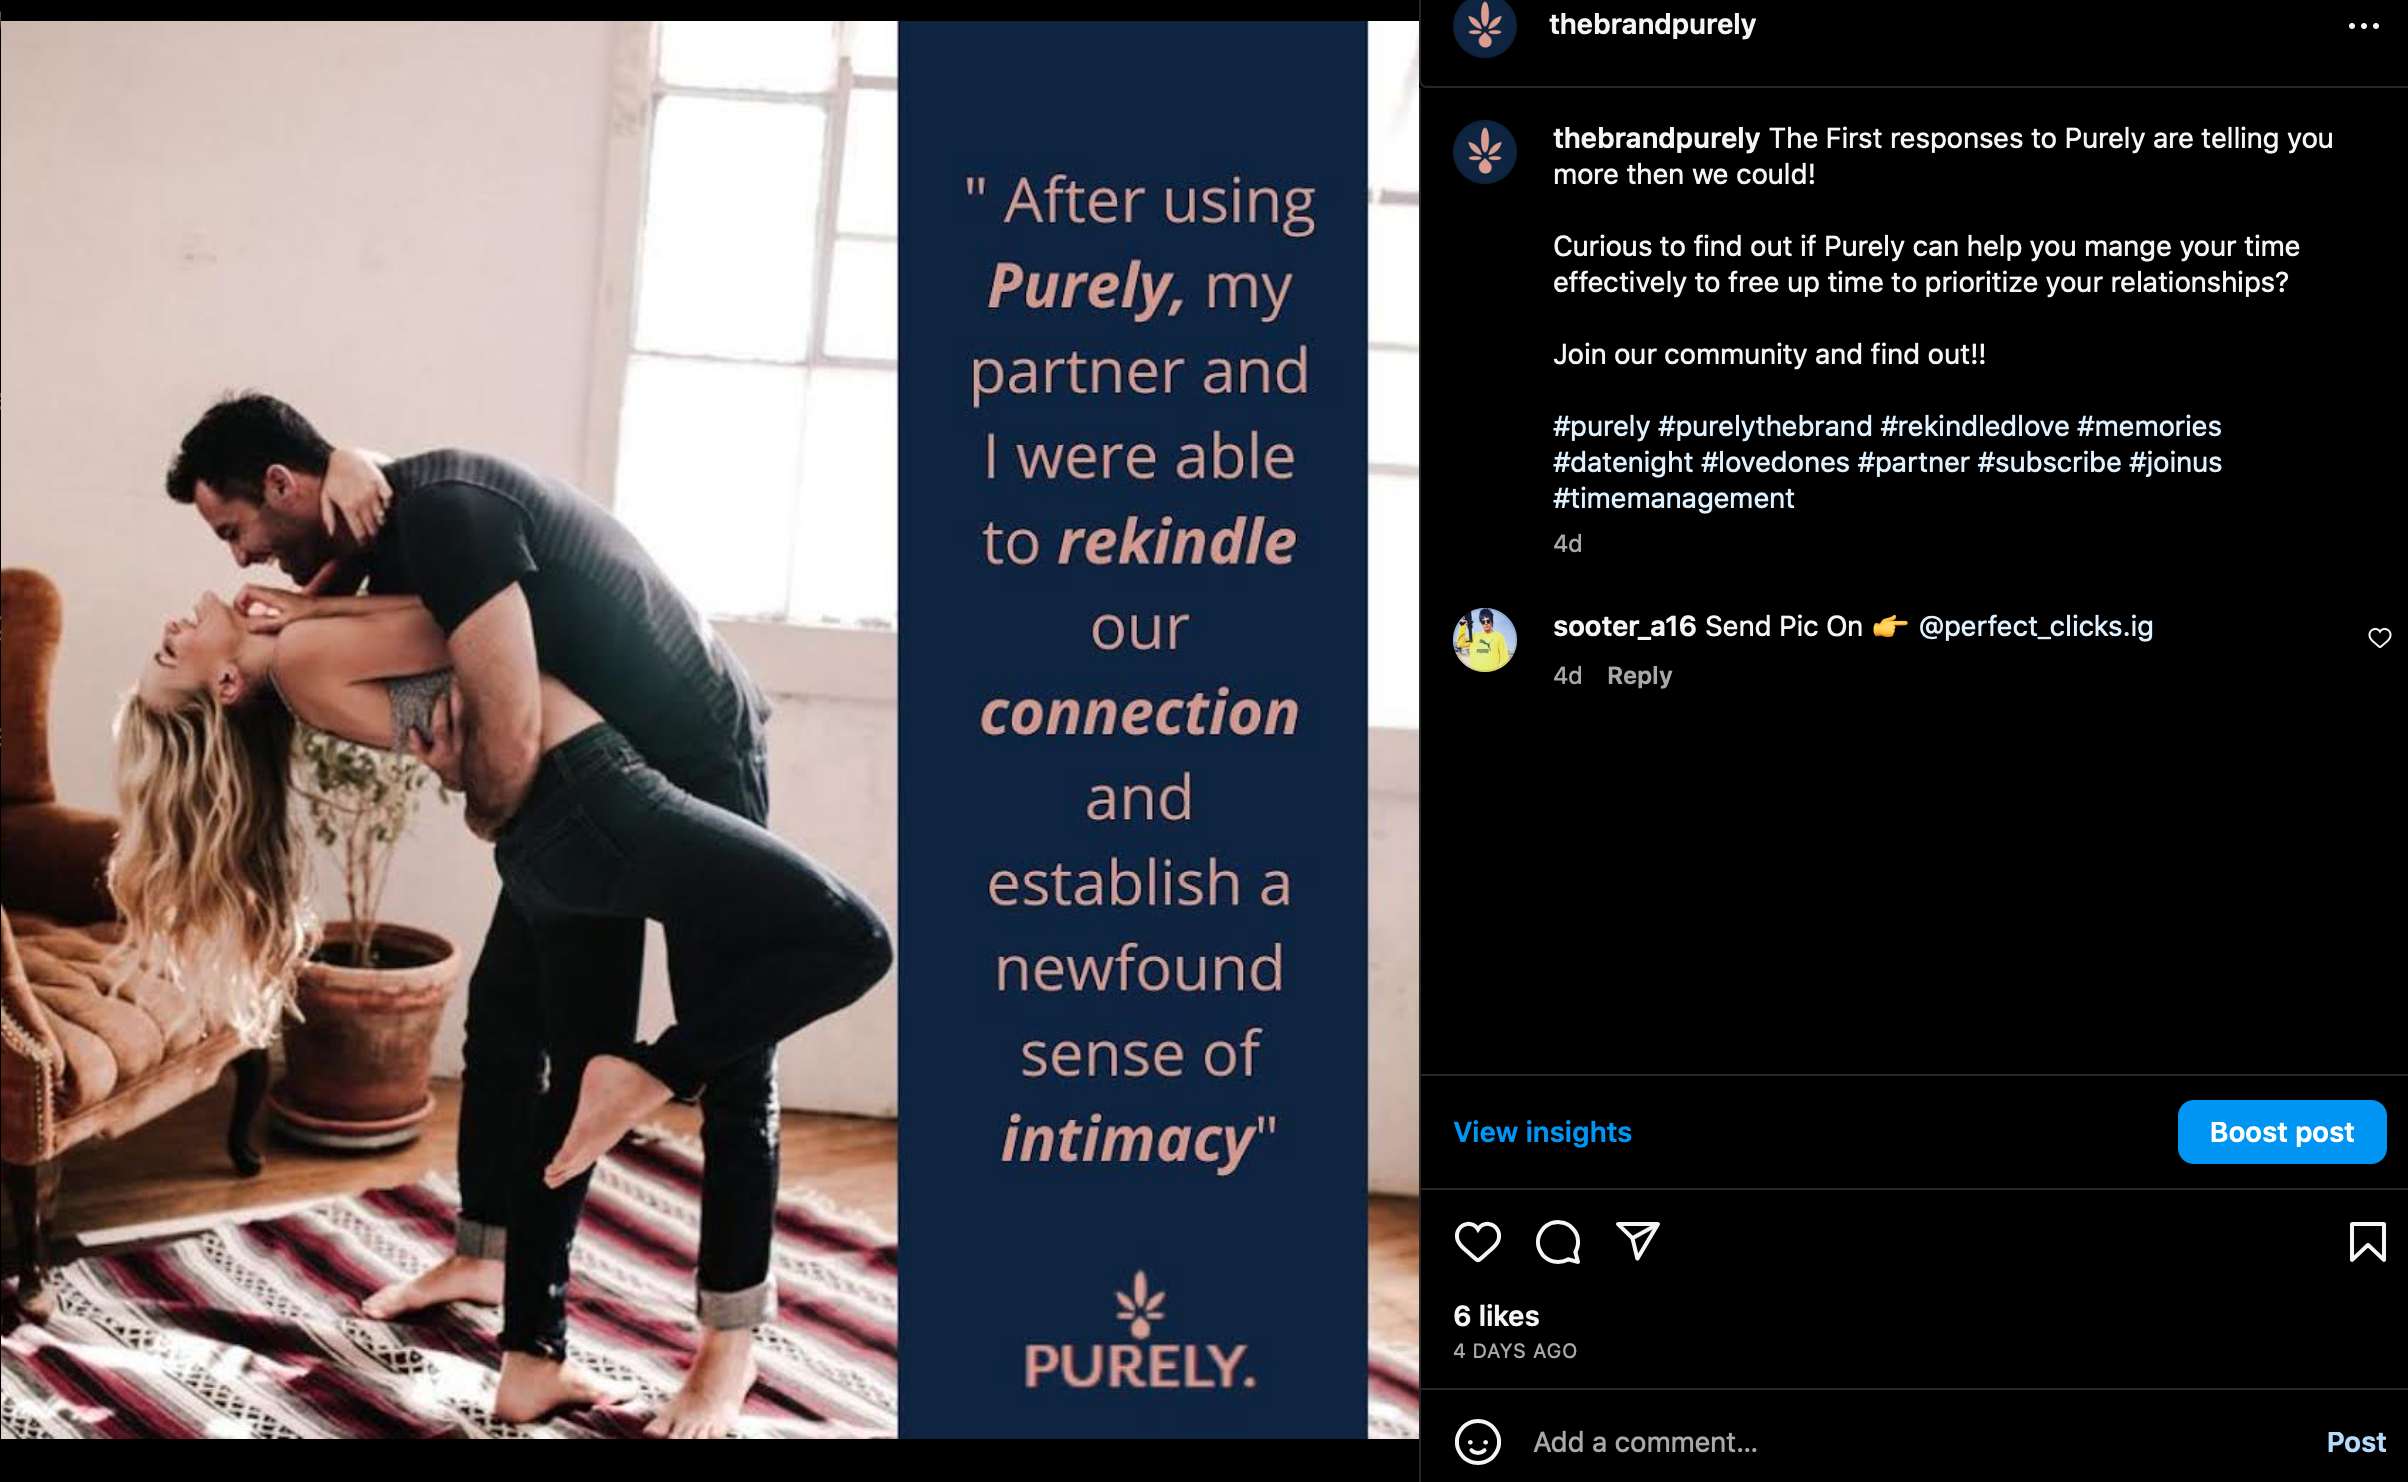 " After using
Purely, my
partner and
I were able
to rekindle
our
connection
and
establish a
newfound
sense of
intimacy"
PURELY.
thebrandpurely
thebrandpurely The First responses to Purely are telling you
more then we could!
Curious to find out if Purely can help you mange your time
effectively to free up time to prioritize your relationships?
Join our community and find out!!
#purely #purelythebrand #rekindledlove #memories
#datenight #lovedones #partner #subscribe #joinus
#timemanagement
4d
sooter_a16 Send Pic On 👉 @perfect_clicks.ig
4d Reply
View insights
Boost post
6 likes
4 DAYS AGO
Add a comment...
Post